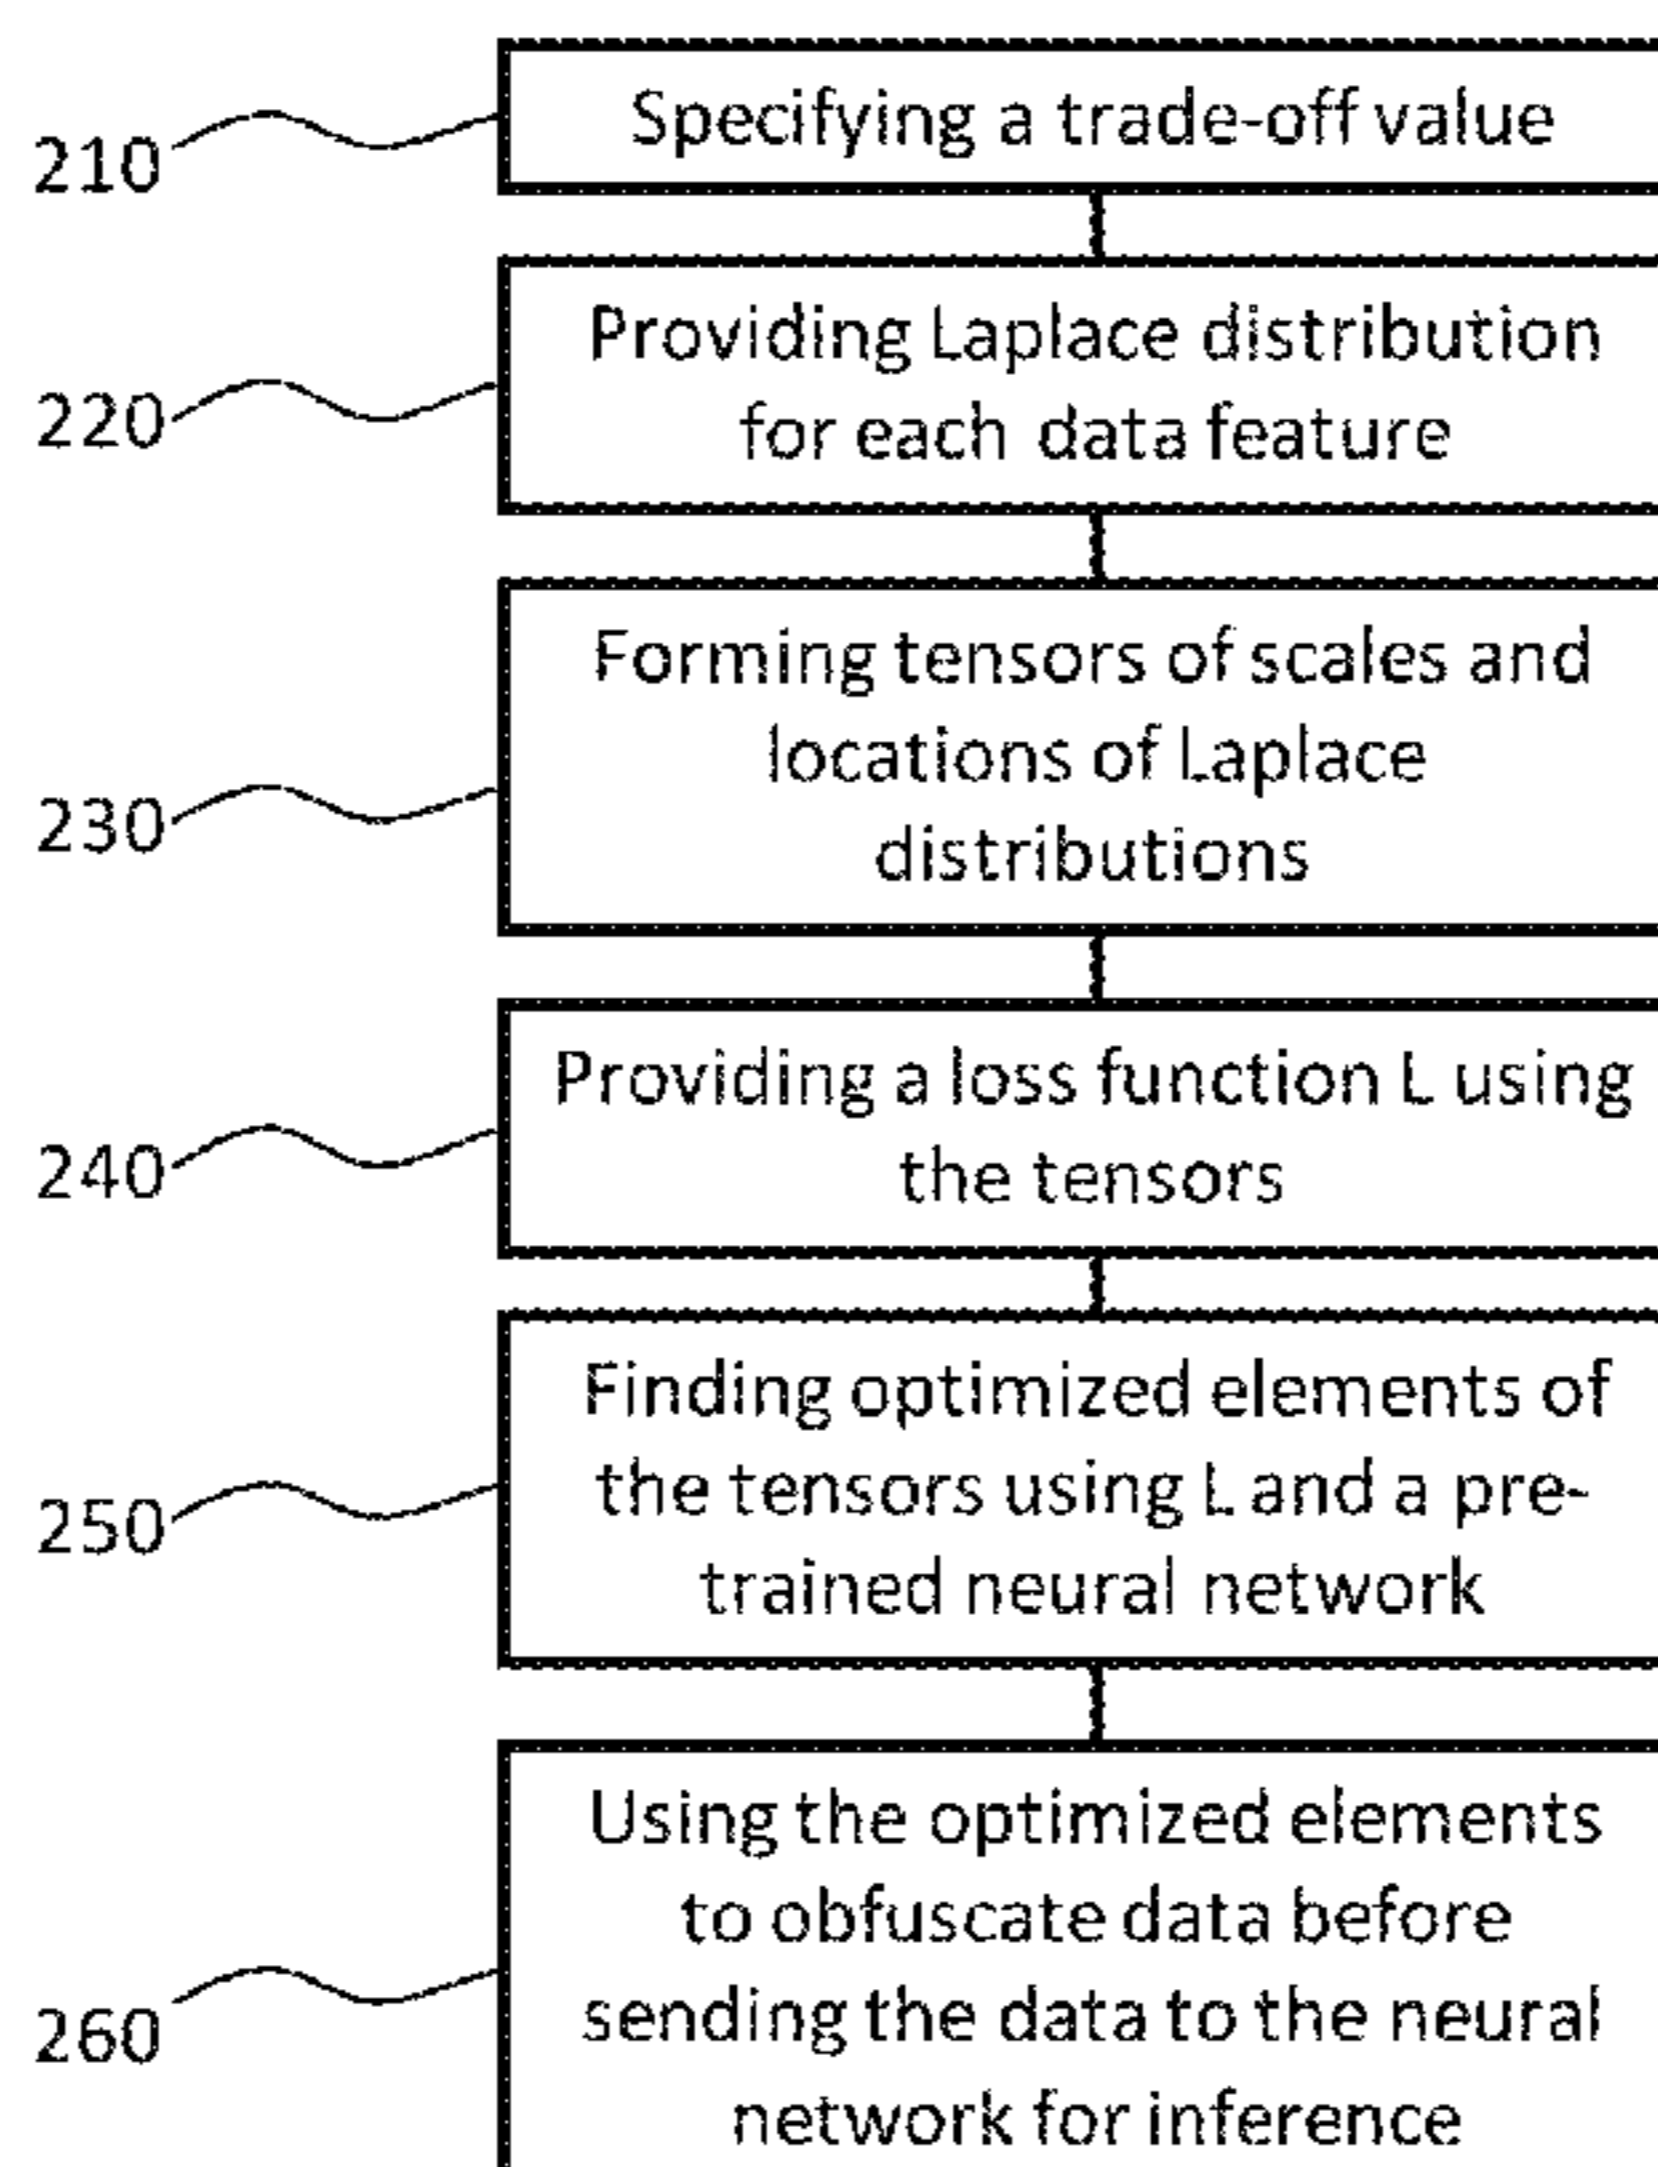 210
Specifying a trade-off value
220
Providing Laplace distribution
for each data feature
230
Forming tensors of scales and
locations of Laplace
distributions
240
Providing a loss function L using
the tensors
250
Finding optimized elements of
the tensors using L and a pre-
trained neural network
260
Using the optimized elements
to obfuscate data before
sending the data to the neural
network for inference